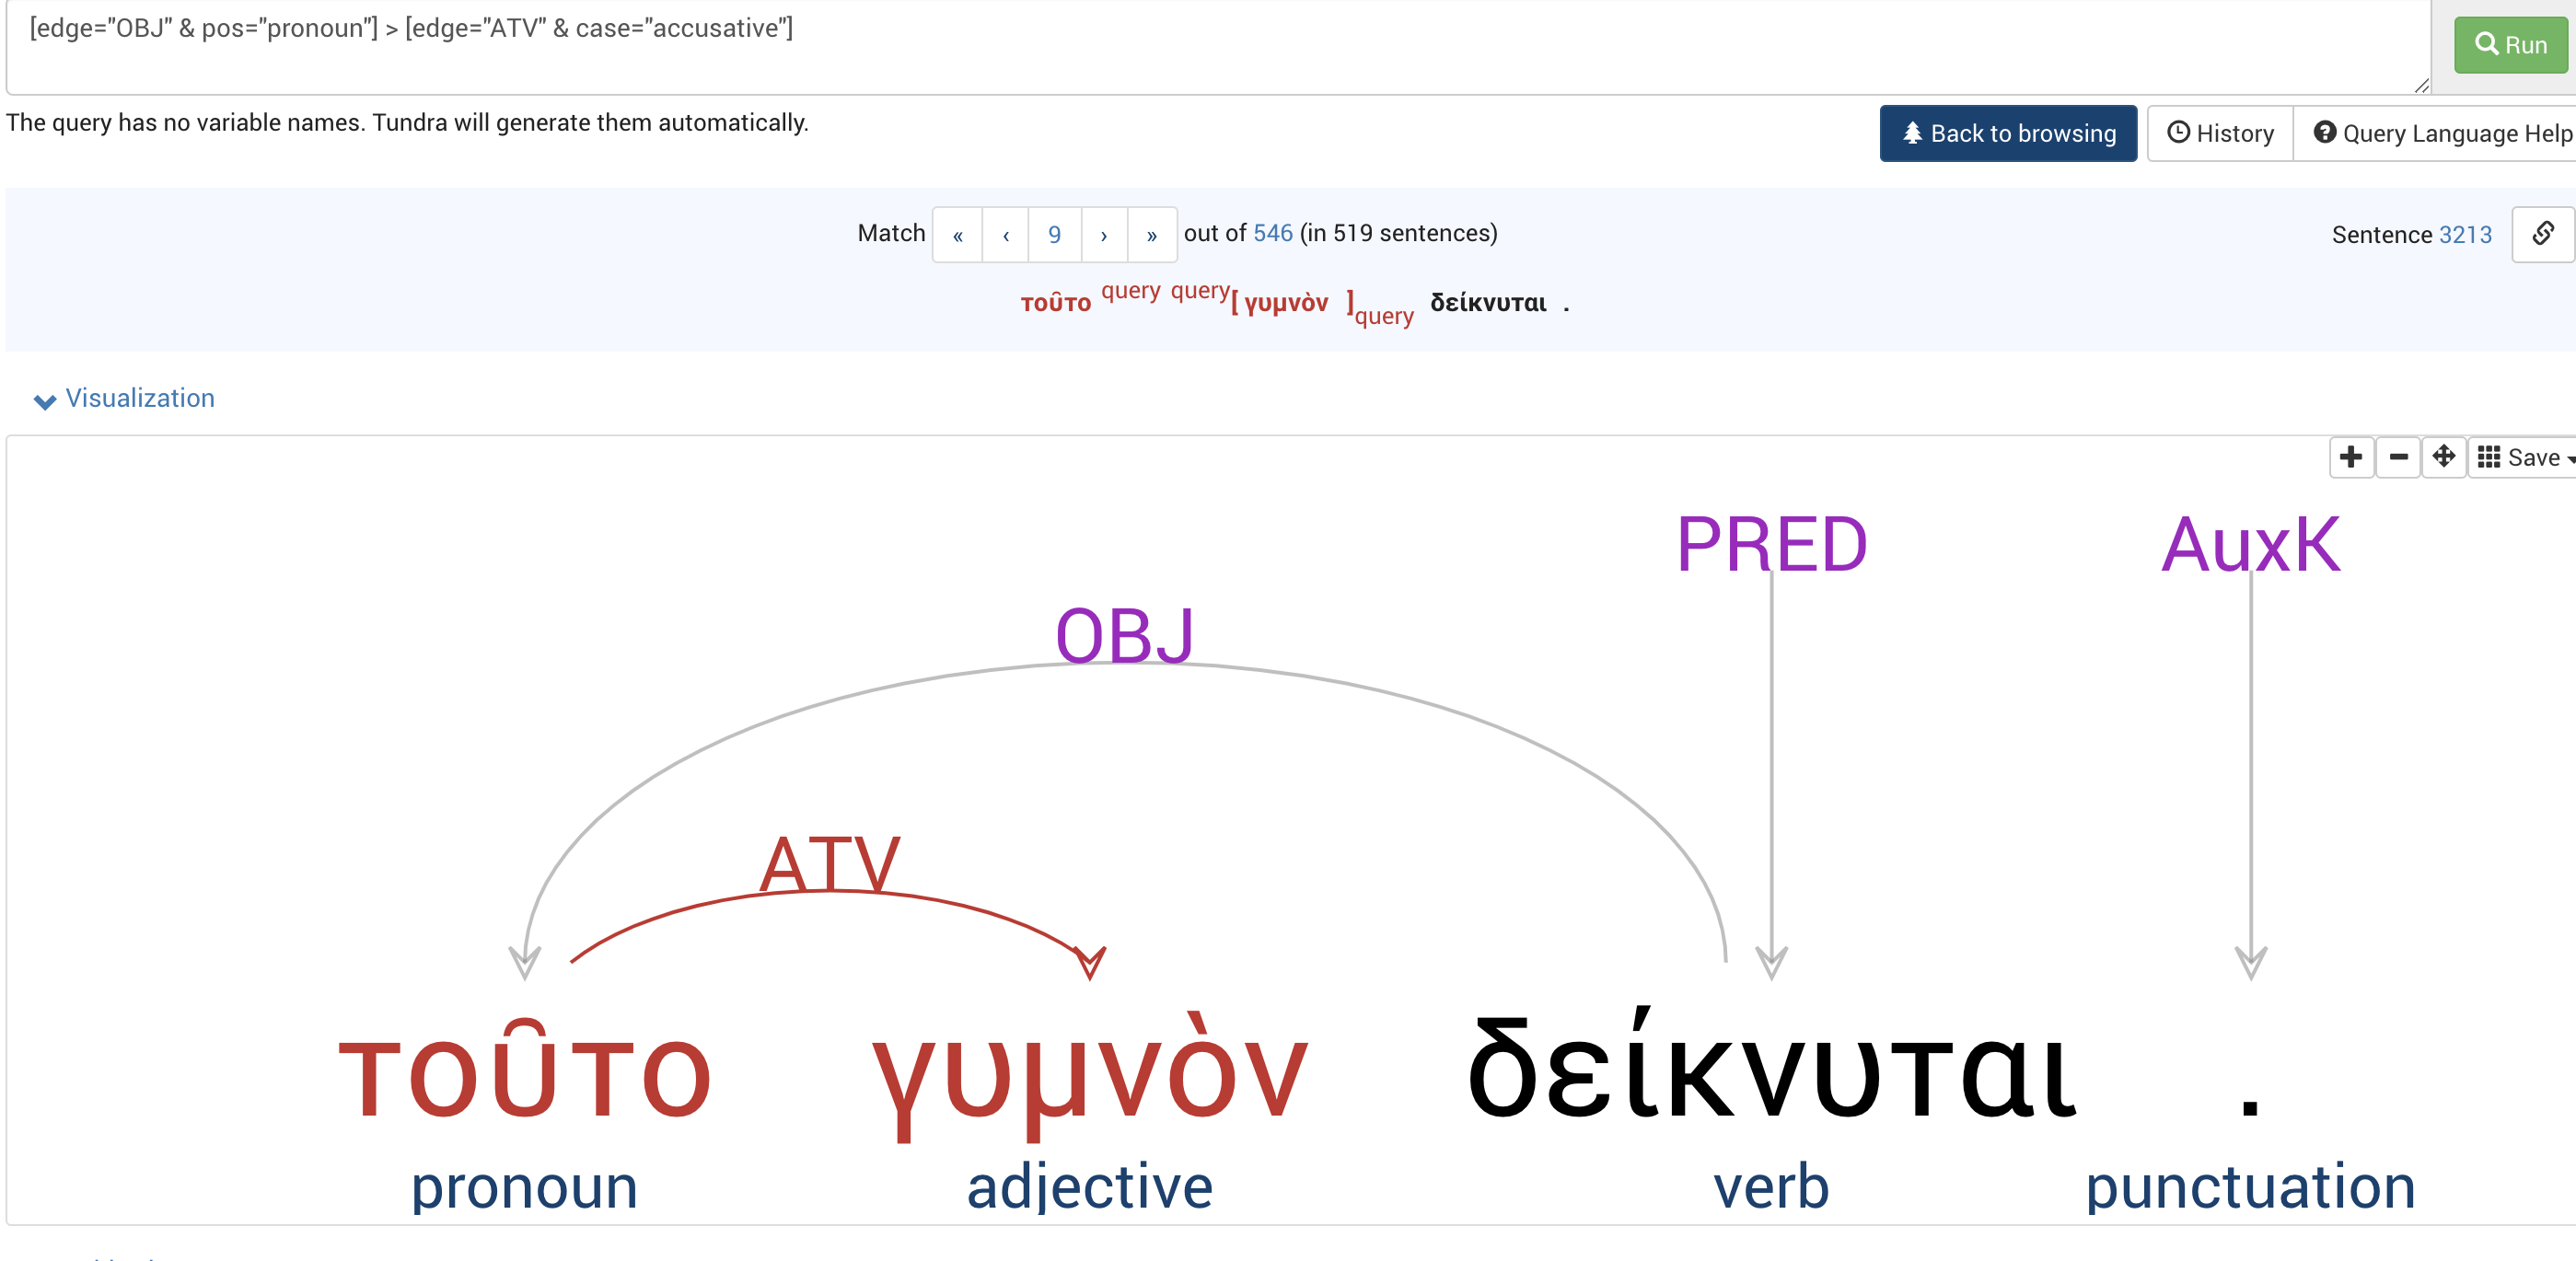 [edge="OBJ" & pos="pronoun"] > [edge="ATV" & case="accusative"]
Run
The query has no variable names. Tundra will generate them automatically.
Back to browsing History Query Language Help
Match « ‹ 9 › » out of 546 (in 519 sentences) Sentence 3213
τοῦτο query query[ γυμνὸν ]query δείκνυται .
Visualization
Save
PRED AuxK
OBJ
ATV
τοῦτο γυμνὸν δείκνυται .
pronoun adjective verb punctuation